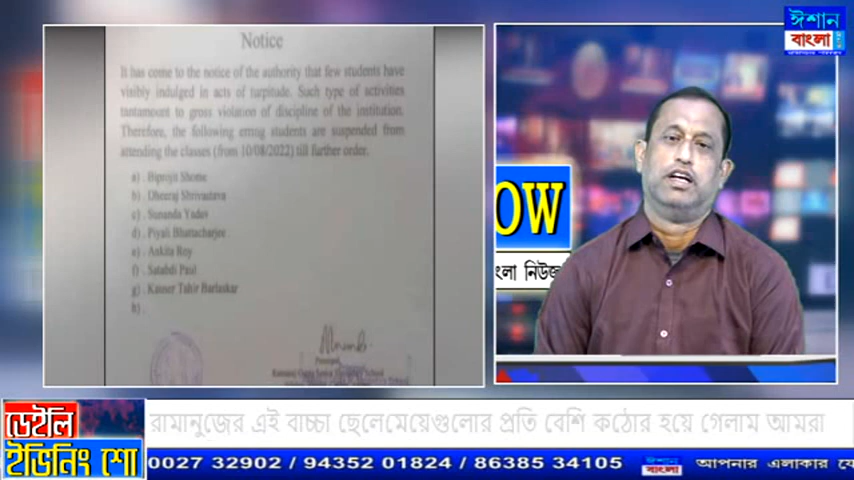 Notice
It has come to the notice of the authority that few students have
visibly indulged in acts of turpitude. Such type of activities
tantamount to gross violation of discipline of the institution.
Therefore, the following erring students are suspended from
attending the classes (from 10/08/2022) till further order.
a) Biprojit Shome
b) Dheeraj Shrivastava
c) Sunanda Yadav
d) Piyali Bhattacharjee
e) Ankita Roy
f) Satabdi Paul
g) Kauser Tahir Barlaskar
h)
Principal
ঈশান
বাংলা
OW
ংলা নিউজ
রামানুজের এই বাচ্চা ছেলেমেয়েগুলোর প্রতি বেশি কঠোর হয়ে গেলাম আমরা
ডেইলি
ইভিনিং শো
0027 32902 / 94352 01824 / 86385 34105 ঈশান বাংলা আপনার এলাকার যে